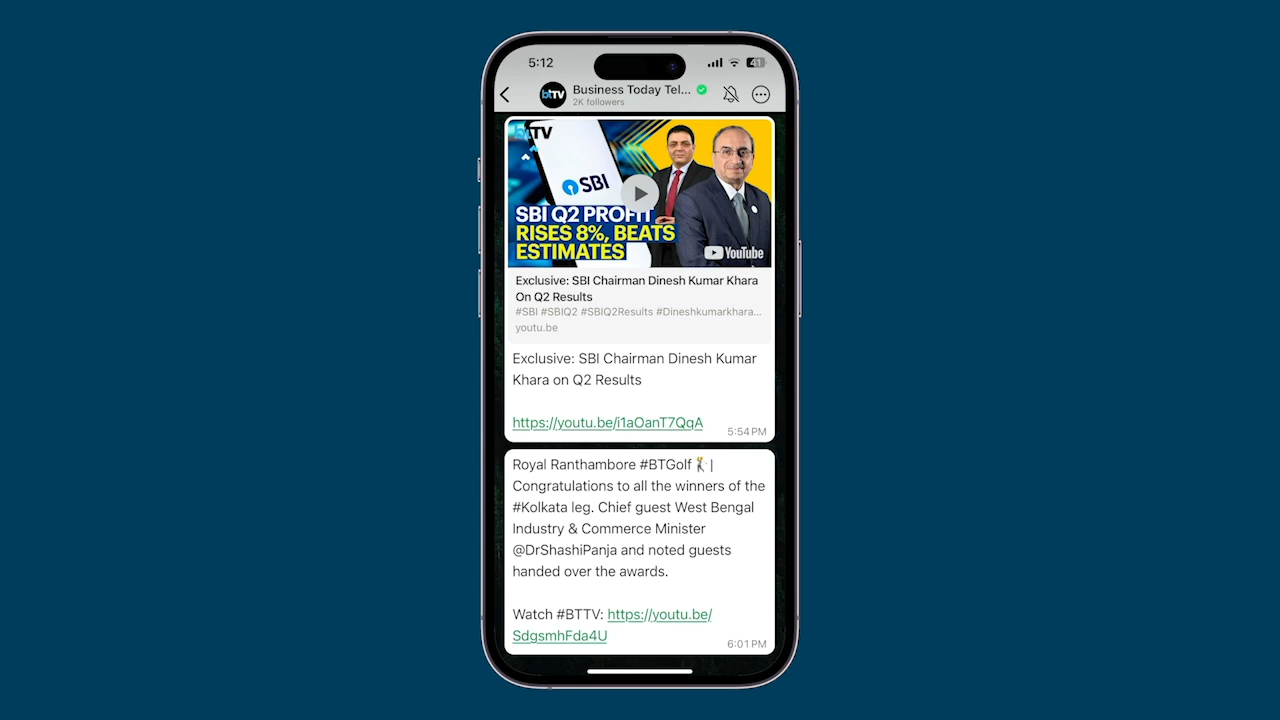 5:12
41
btTV
Business Today Tel...
2K followers
btTV
SBI
SBI Q2 PROFIT
RISES 8%, BEATS
ESTIMATES
YouTube
Exclusive: SBI Chairman Dinesh Kumar Khara
On Q2 Results
#SBI #SBIQ2 #SBIQ2Results #Dineshkumarkhara...
youtu.be
Exclusive: SBI Chairman Dinesh Kumar
Khara on Q2 Results
https://youtu.be/i1aOanT7QqA
5:54 PM
Royal Ranthambore #BTGolf🏌|
Congratulations to all the winners of the
#Kolkata leg. Chief guest West Bengal
Industry & Commerce Minister
@DrShashiPanja and noted guests
handed over the awards.
Watch #BTTV: https://youtu.be/
SdgsmhFda4U
6:01 PM